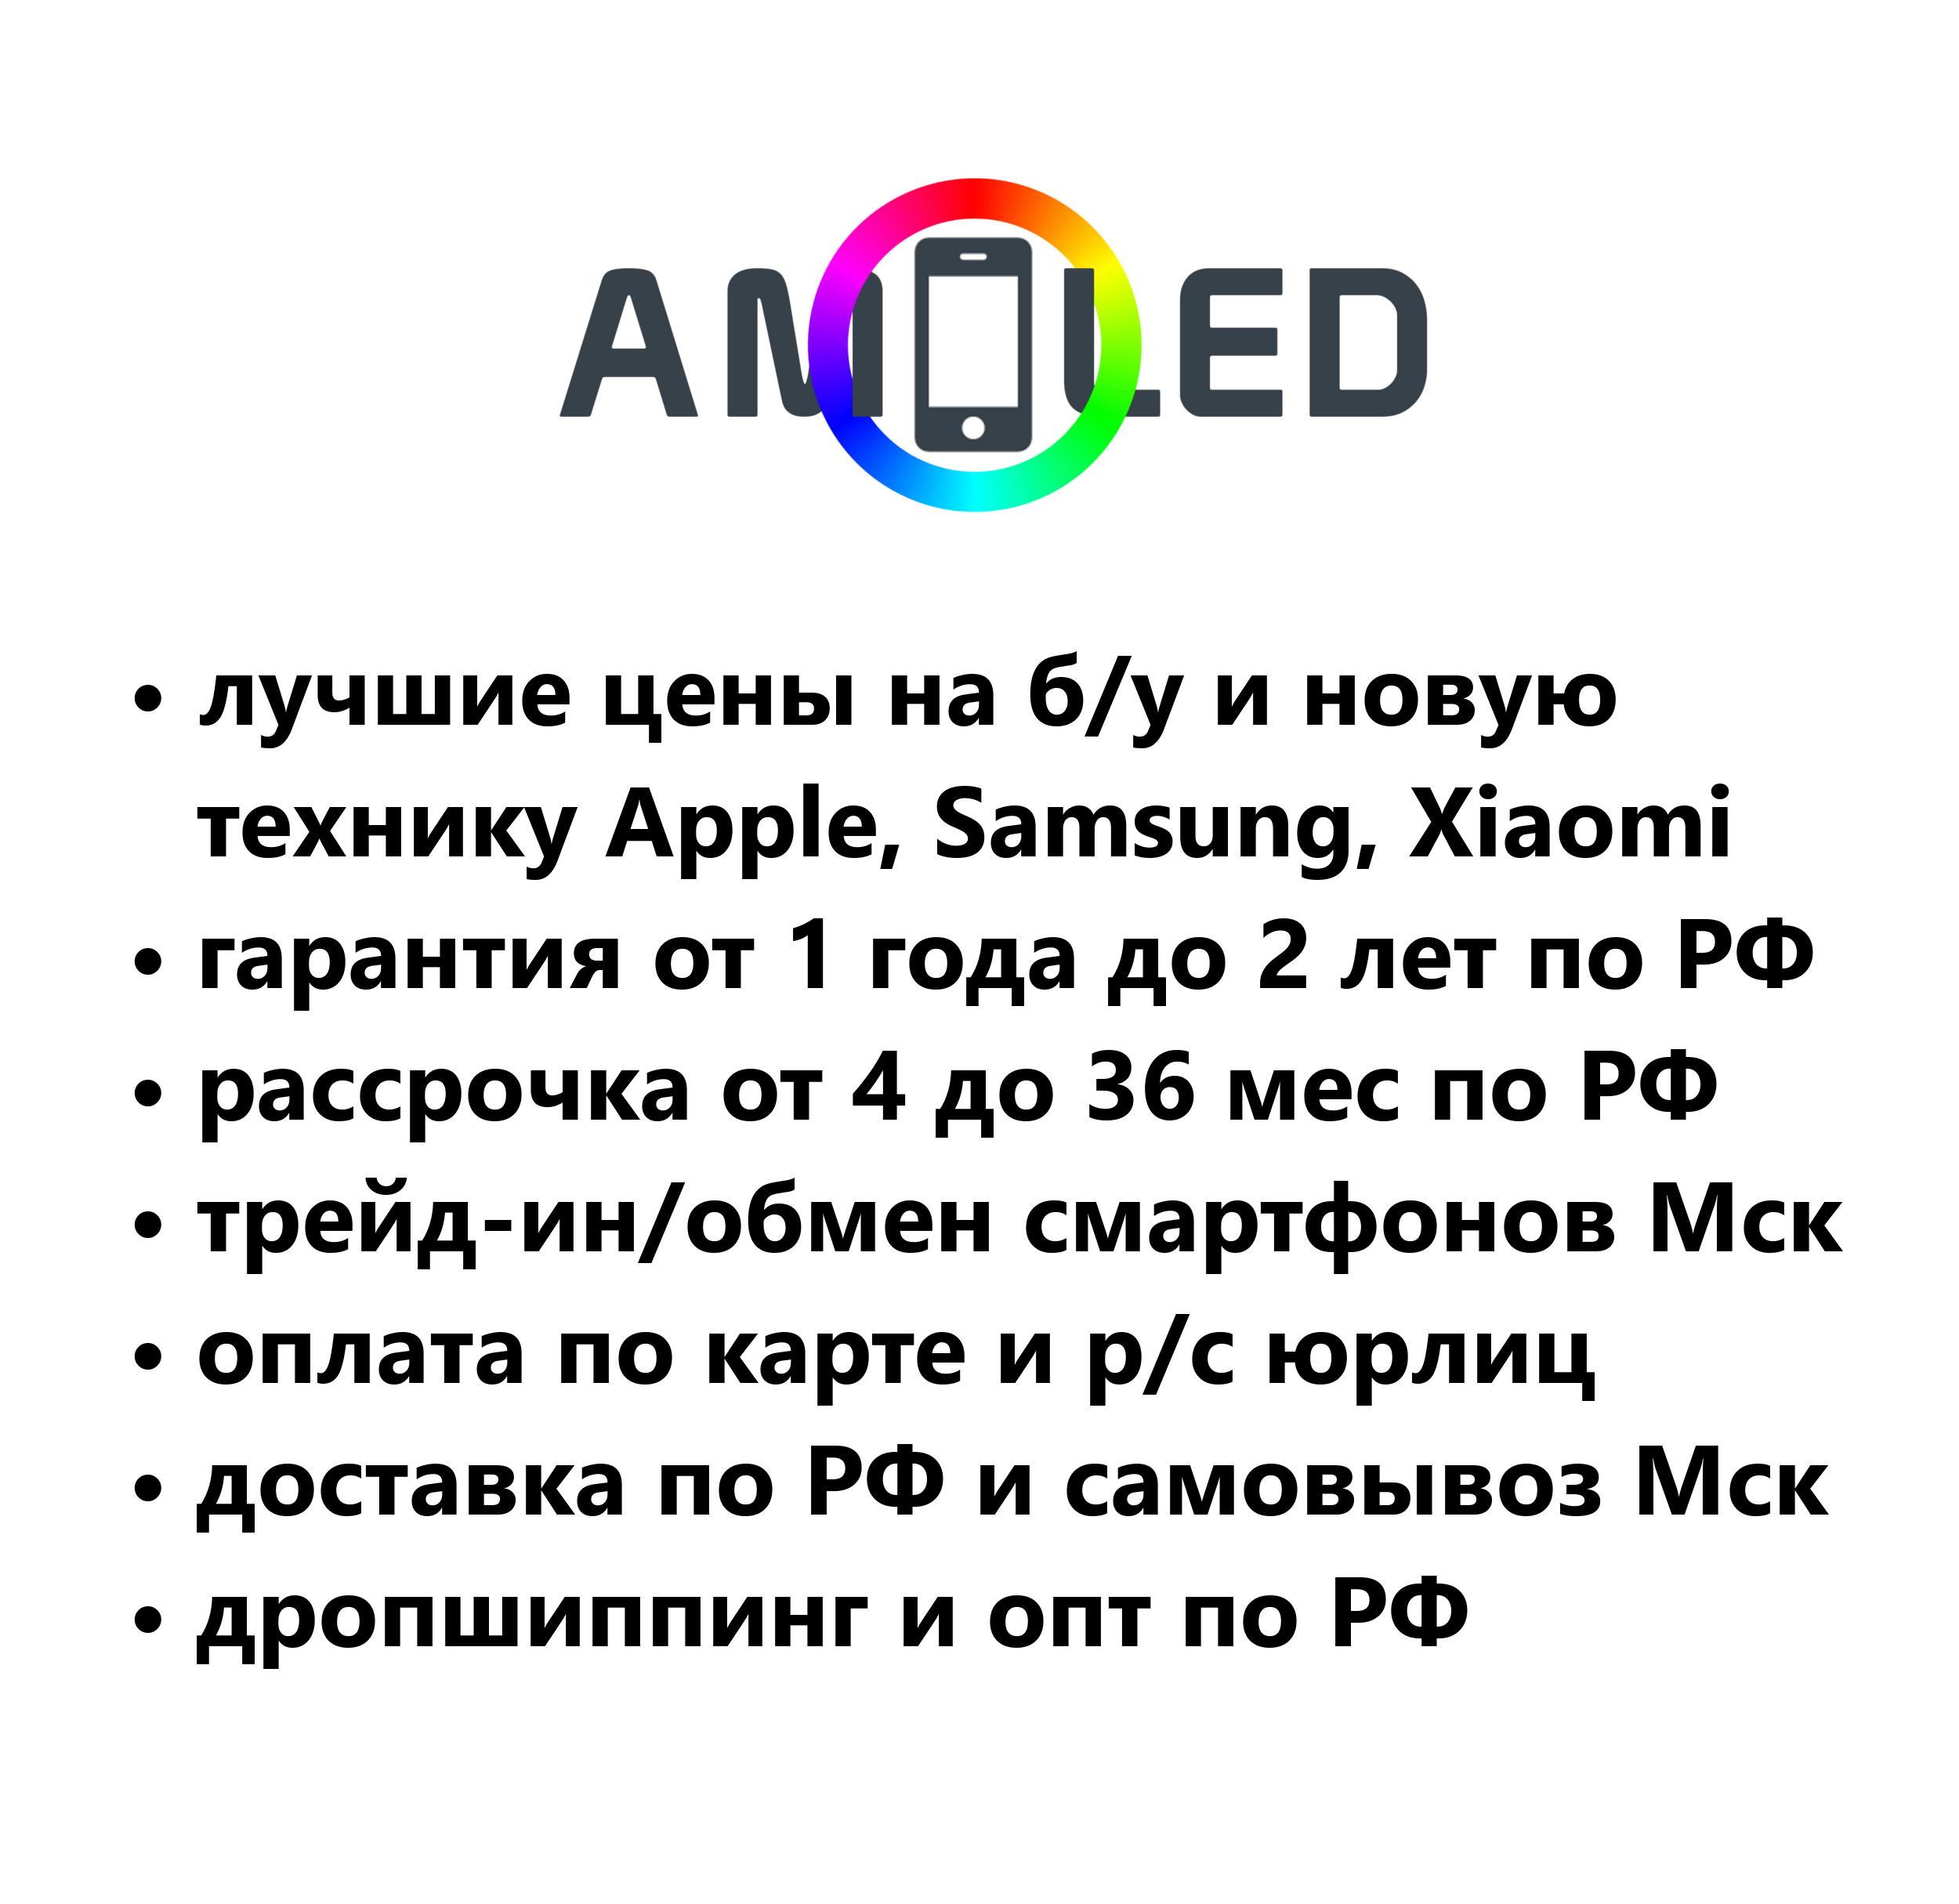 AMOLED
• лучшие цены на б/у и новую
технику Apple, Samsung, Xiaomi
• гарантия от 1 года до 2 лет по РФ
• рассрочка от 4 до 36 мес по РФ
• трейд-ин/обмен смартфонов Мск
• оплата по карте и р/с юрлиц
• доставка по РФ и самовывоз Мск
• дропшиппинг и опт по РФ